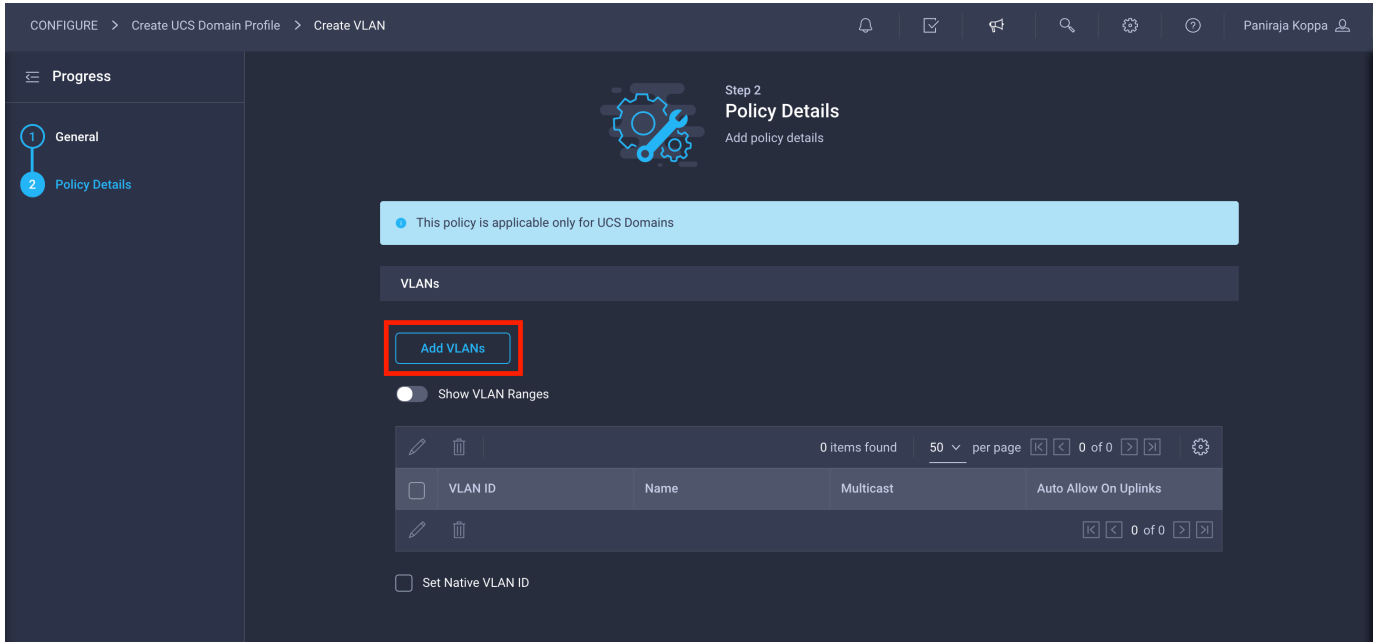 CONFIGURE > Create UCS Domain Profile > Create VLAN
Paniraja Koppa
Progress
1 General
2 Policy Details
Step 2
Policy Details
Add policy details
This policy is applicable only for UCS Domains
VLANs
Add VLANs
Show VLAN Ranges
0 items found 50 per page 0 of 0
VLAN ID Name Multicast Auto Allow On Uplinks
0 of 0
Set Native VLAN ID